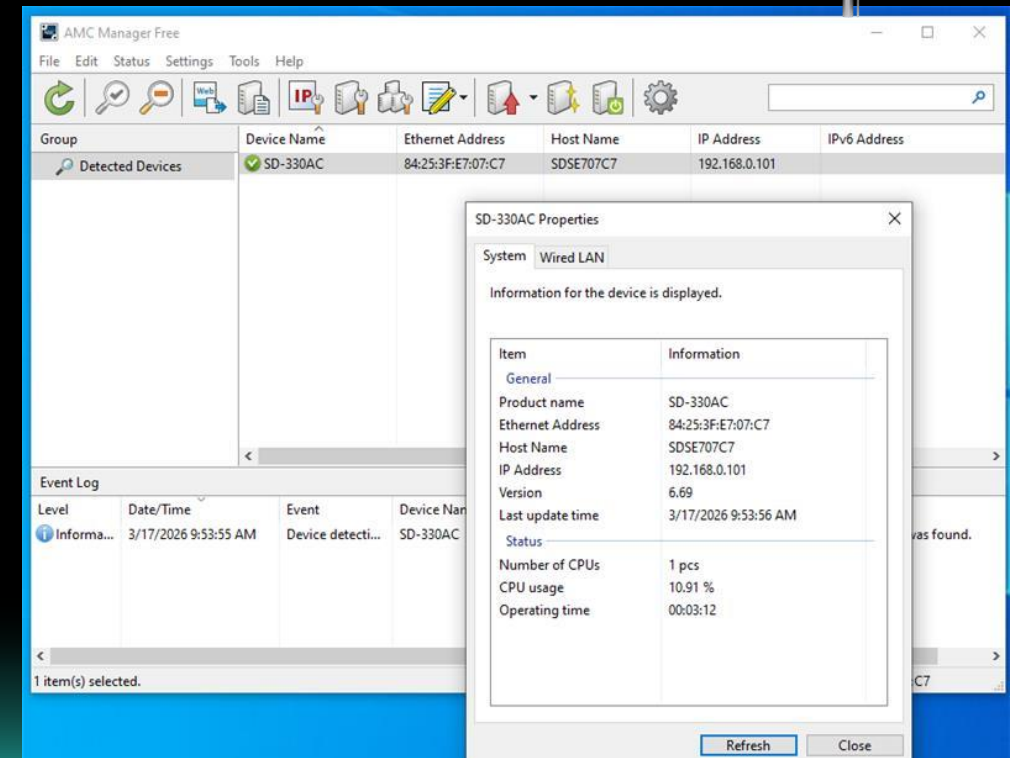 AMC Manager Free
File Edit Status Settings Tools Help
Web IP
Group Device Name Ethernet Address Host Name IP Address IPv6 Address
Detected Devices SD-330AC 84:25:3F:E7:07:C7 SDSE707C7 192.168.0.101
SD-330AC Properties
System Wired LAN
Information for the device is displayed.
Item Information
General
Product name SD-330AC
Ethernet Address 84:25:3F:E7:07:C7
Host Name SDSE707C7
IP Address 192.168.0.101
Version 6.69
Last update time 3/17/2026 9:53:56 AM
Status
Number of CPUs 1 pcs
CPU usage 10.91 %
Operating time 00:03:12
Refresh Close
Event Log
Level Date/Time Event Device Nan
Informa... 3/17/2026 9:53:55 AM Device detecti... SD-330AC was found.
1 item(s) selected. :C7